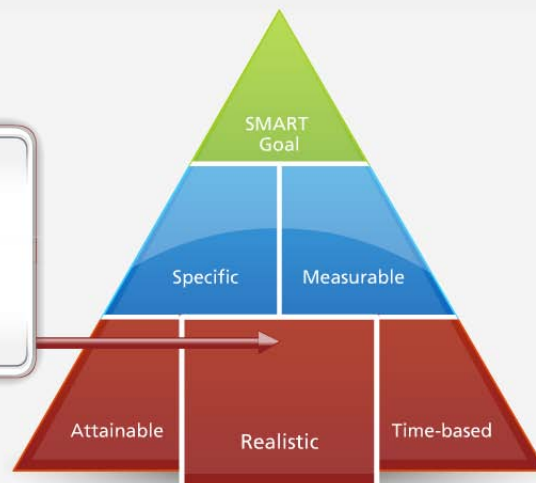 SMART
Goal
Specific
Measurable
Attainable
Realistic
Time-based